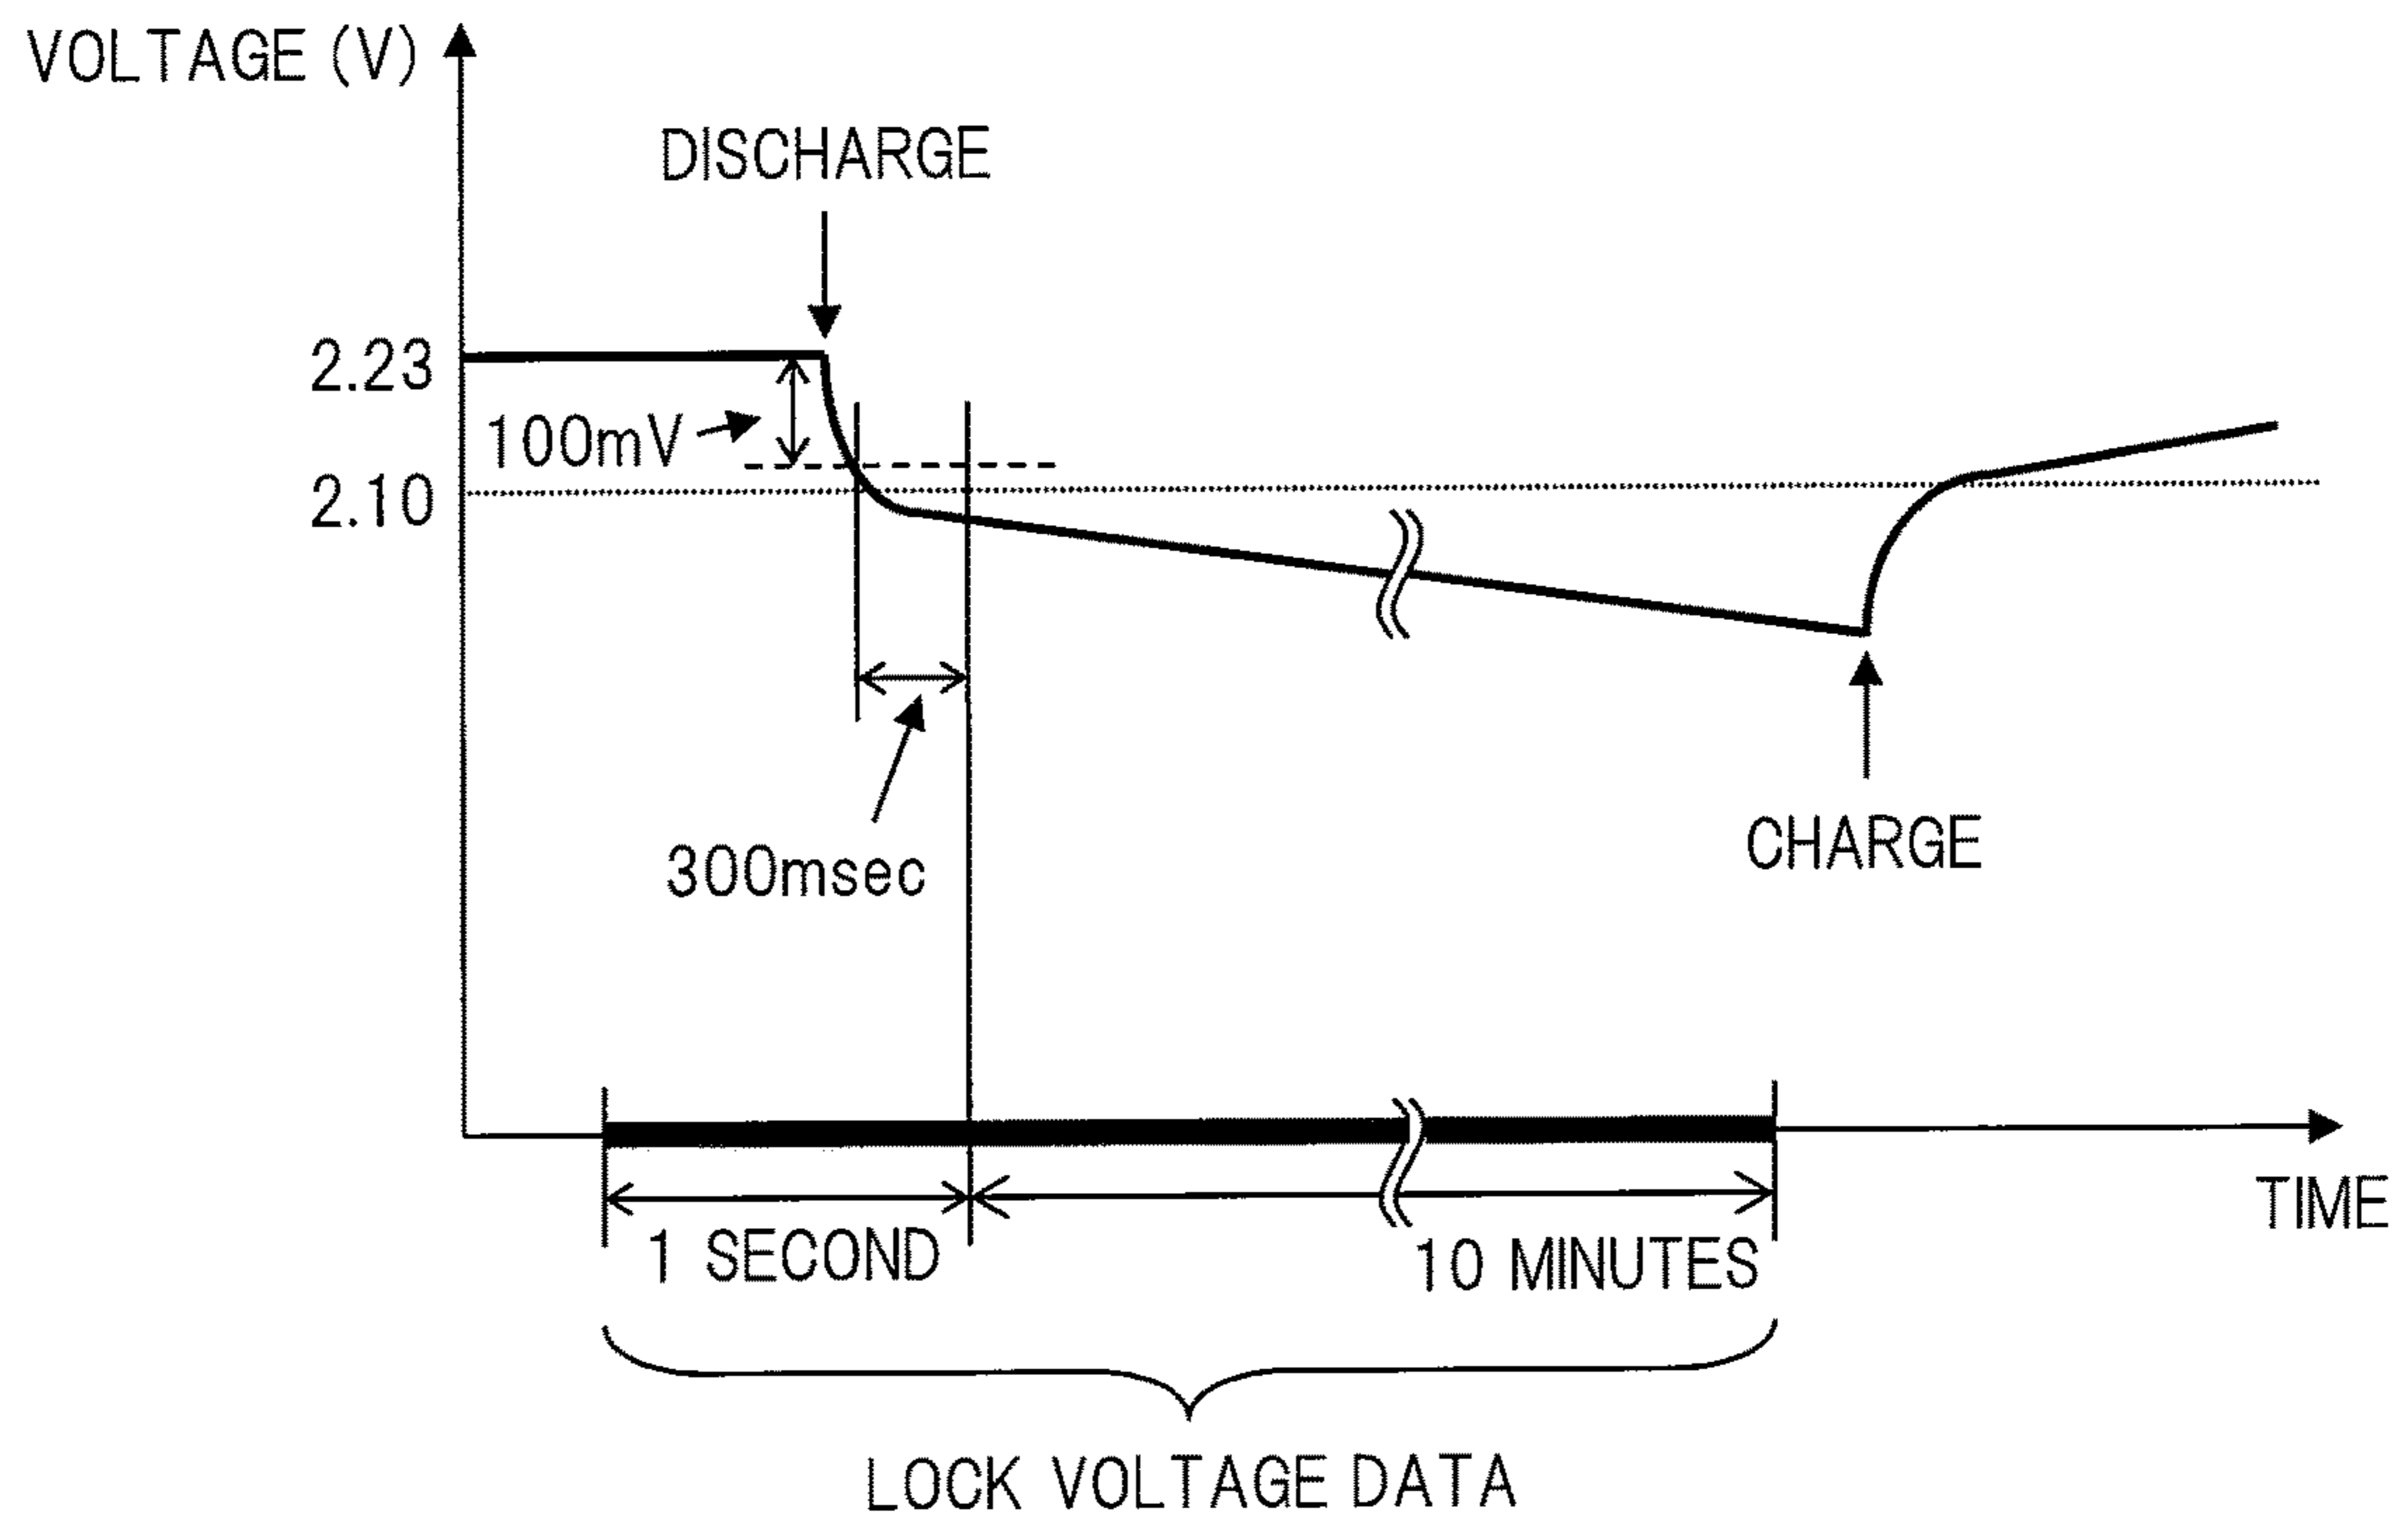 VOLTAGE (V)
DISCHARGE
2.23
100mV
2.10
300msec
CHARGE
TIME
1 SECOND
10 MINUTES
LOCK VOLTAGE DATA